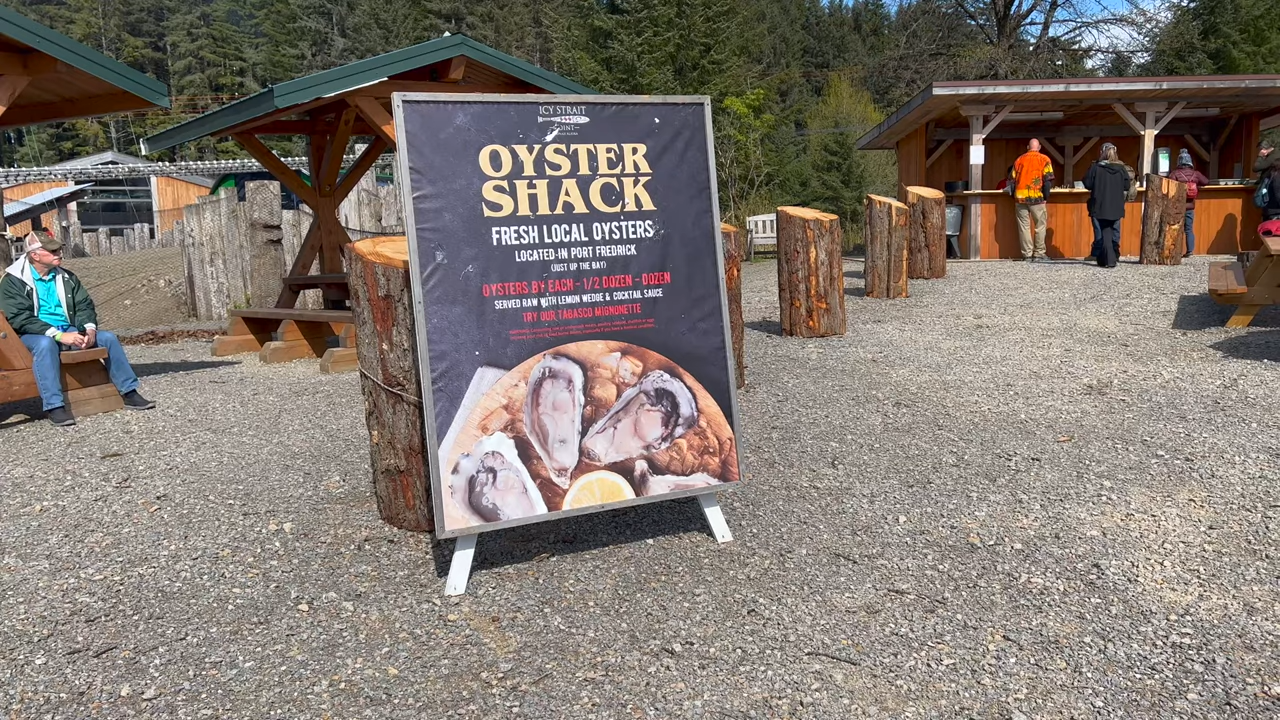 ICY STRAIT
POINT
OYSTER
SHACK
FRESH LOCAL OYSTERS
LOCATED IN PORT FREDRICK
(JUST UP THE BAY)
OYSTERS BY EACH - 1/2 DOZEN - DOZEN
SERVED RAW WITH LEMON WEDGE & COCKTAIL SAUCE
TRY OUR TABASCO MIGNONETTE